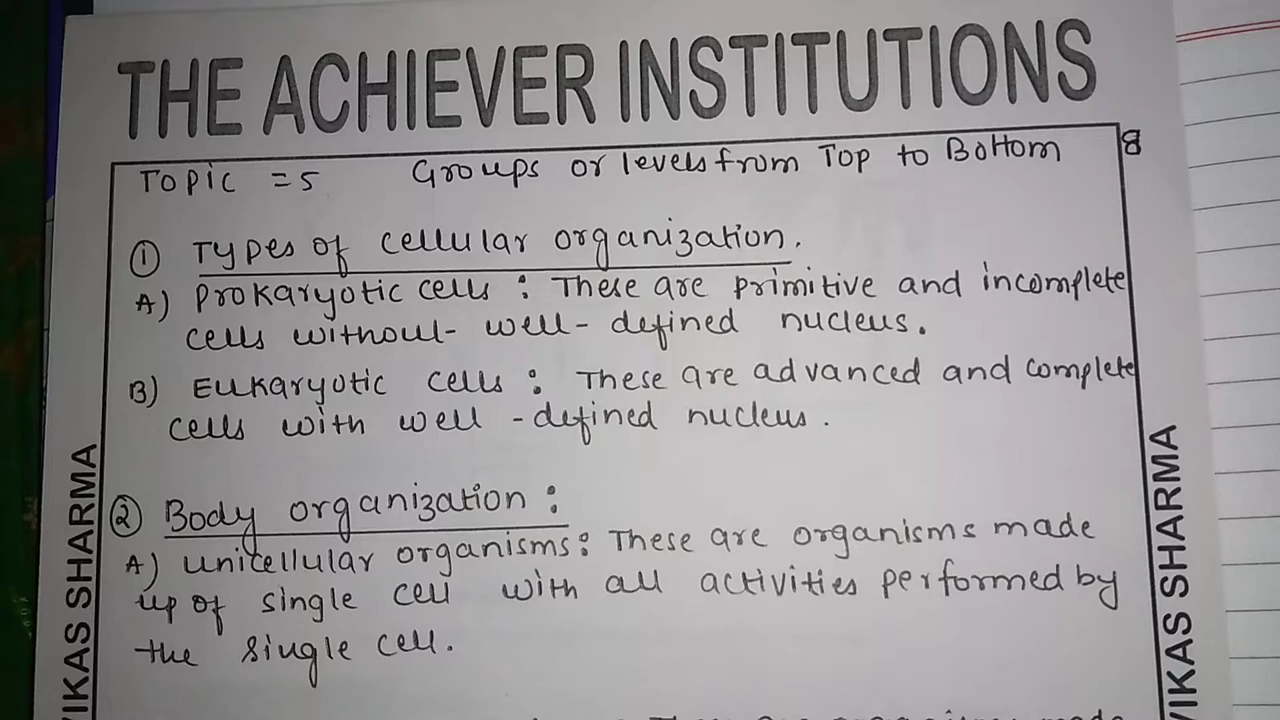 THE ACHIEVER INSTITUTIONS
8
Topic = 5 Groups or levels from Top to Bottom
① Types of cellular organization.
A) Prokaryotic cells : These are primitive and incomplete
cells without- well-defined nucleus.
B) Eukaryotic cells : These are advanced and complete
cells with well -defined nucleus.
② Body organization :
A) unicellular organisms : These are organisms made
up of single cell with all activities performed by
the single cell.
VIKAS SHARMA
VIKAS SHARMA